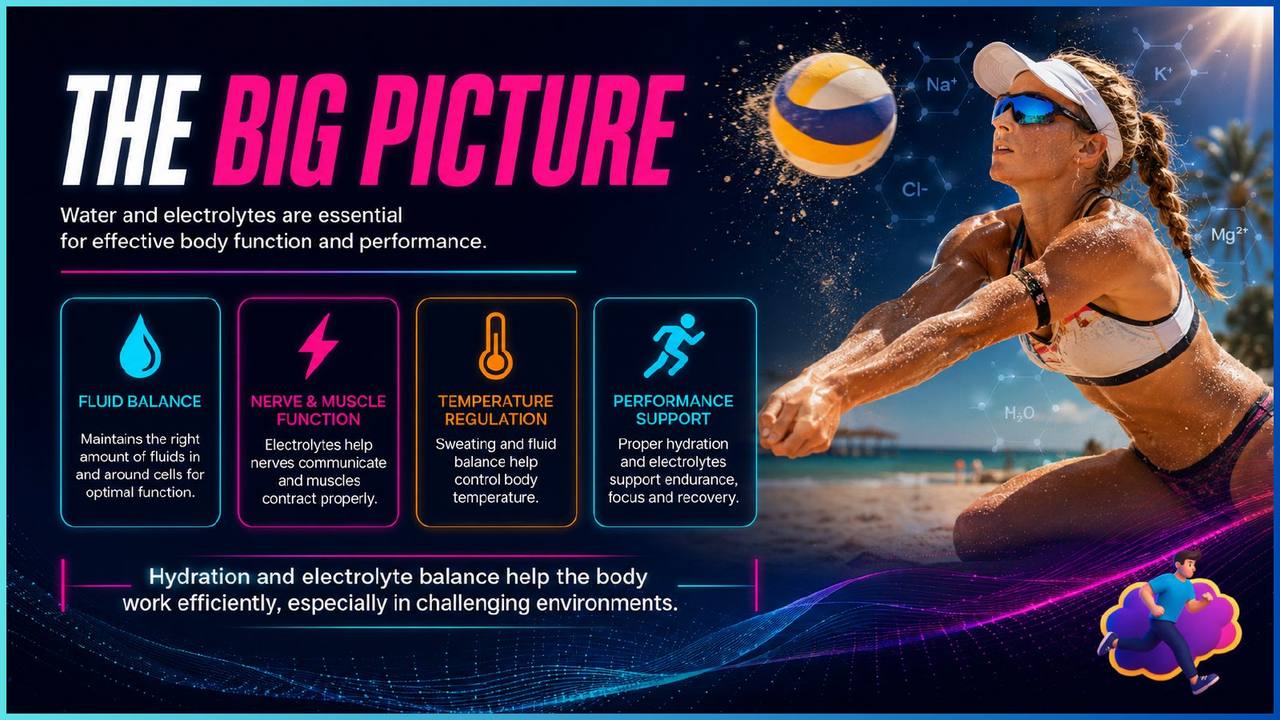 THE BIG PICTURE
Water and electrolytes are essential
for effective body function and performance.
FLUID BALANCE
Maintains the right
amount of fluids in
and around cells for
optimal function.
NERVE & MUSCLE
FUNCTION
Electrolytes help
nerves communicate
and muscles
contract properly.
TEMPERATURE
REGULATION
Sweating and fluid
balance help
control body
temperature.
PERFORMANCE
SUPPORT
Proper hydration
and electrolytes
support endurance,
focus and recovery.
Hydration and electrolyte balance help the body
work efficiently, especially in challenging environments.
Na⁺
K⁺
Cl-
Mg²⁺
H₂O